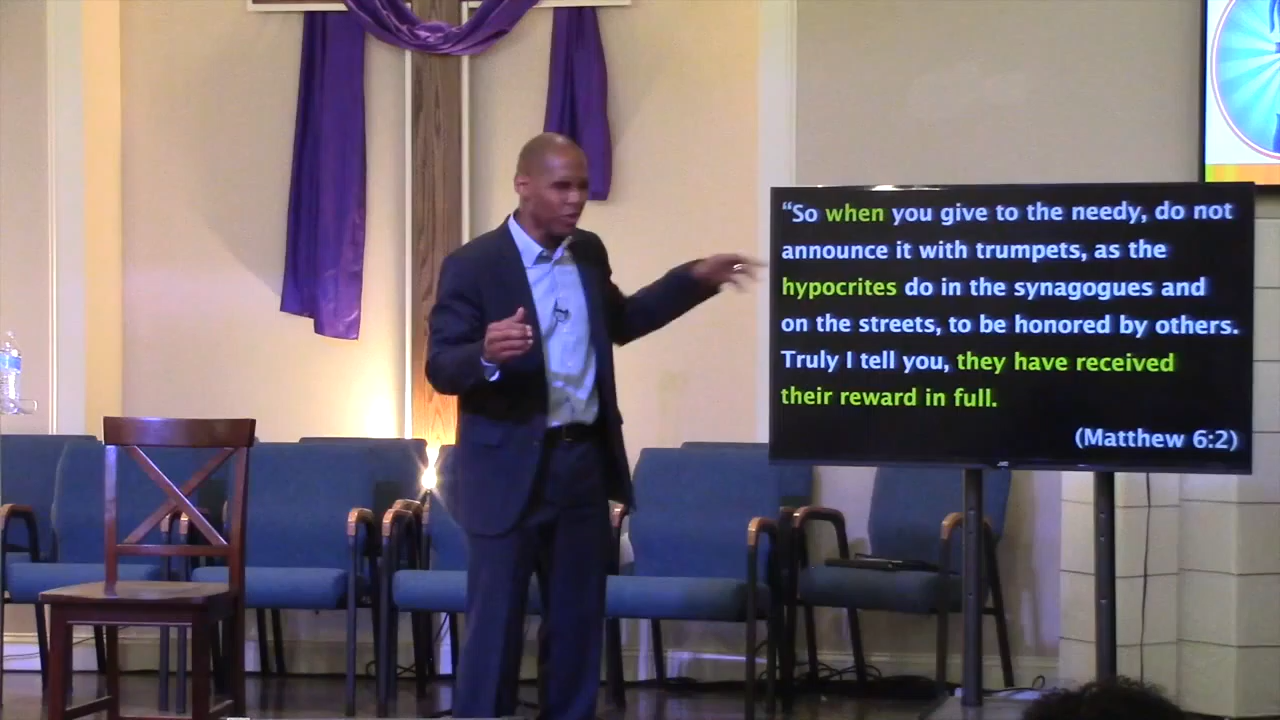 “So when you give to the needy, do not
announce it with trumpets, as the
hypocrites do in the synagogues and
on the streets, to be honored by others.
Truly I tell you, they have received
their reward in full.
(Matthew 6:2)
JVC